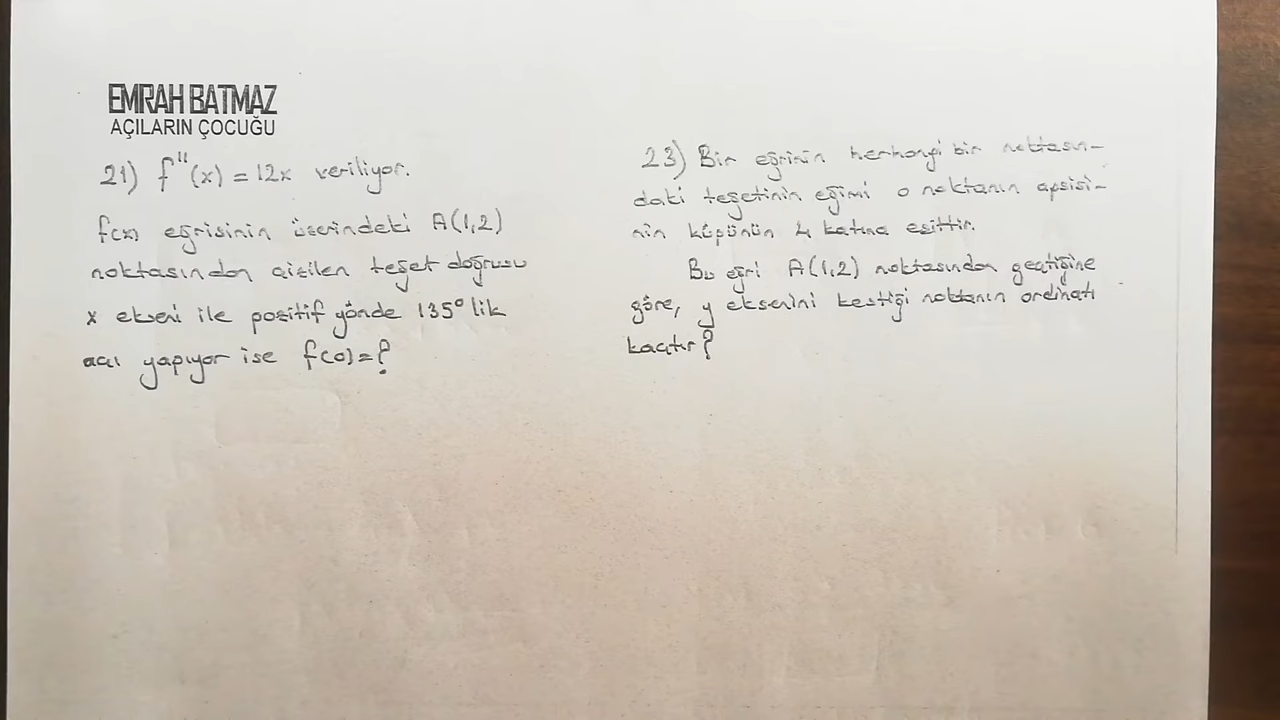 EMRAH BATMAZ
AÇILARIN ÇOCUĞU
21) f''(x) = 12x veriliyor.
f(x) eğrisinin üzerindeki A(1,2)
noktasından çizilen teğet doğrusu
x ekseni ile pozitif yönde 135° lik
açı yapıyor ise f(0)=?
23) Bir eğrinin herhangi bir noktasın-
daki teğetinin eğimi o noktanın apsisi-
nin küpünün 4 katına eşittir.
Bu eğri A(1,2) noktasından geçtiğine
göre, y eksenini kestiği noktanın ordinatı
kaçtır?